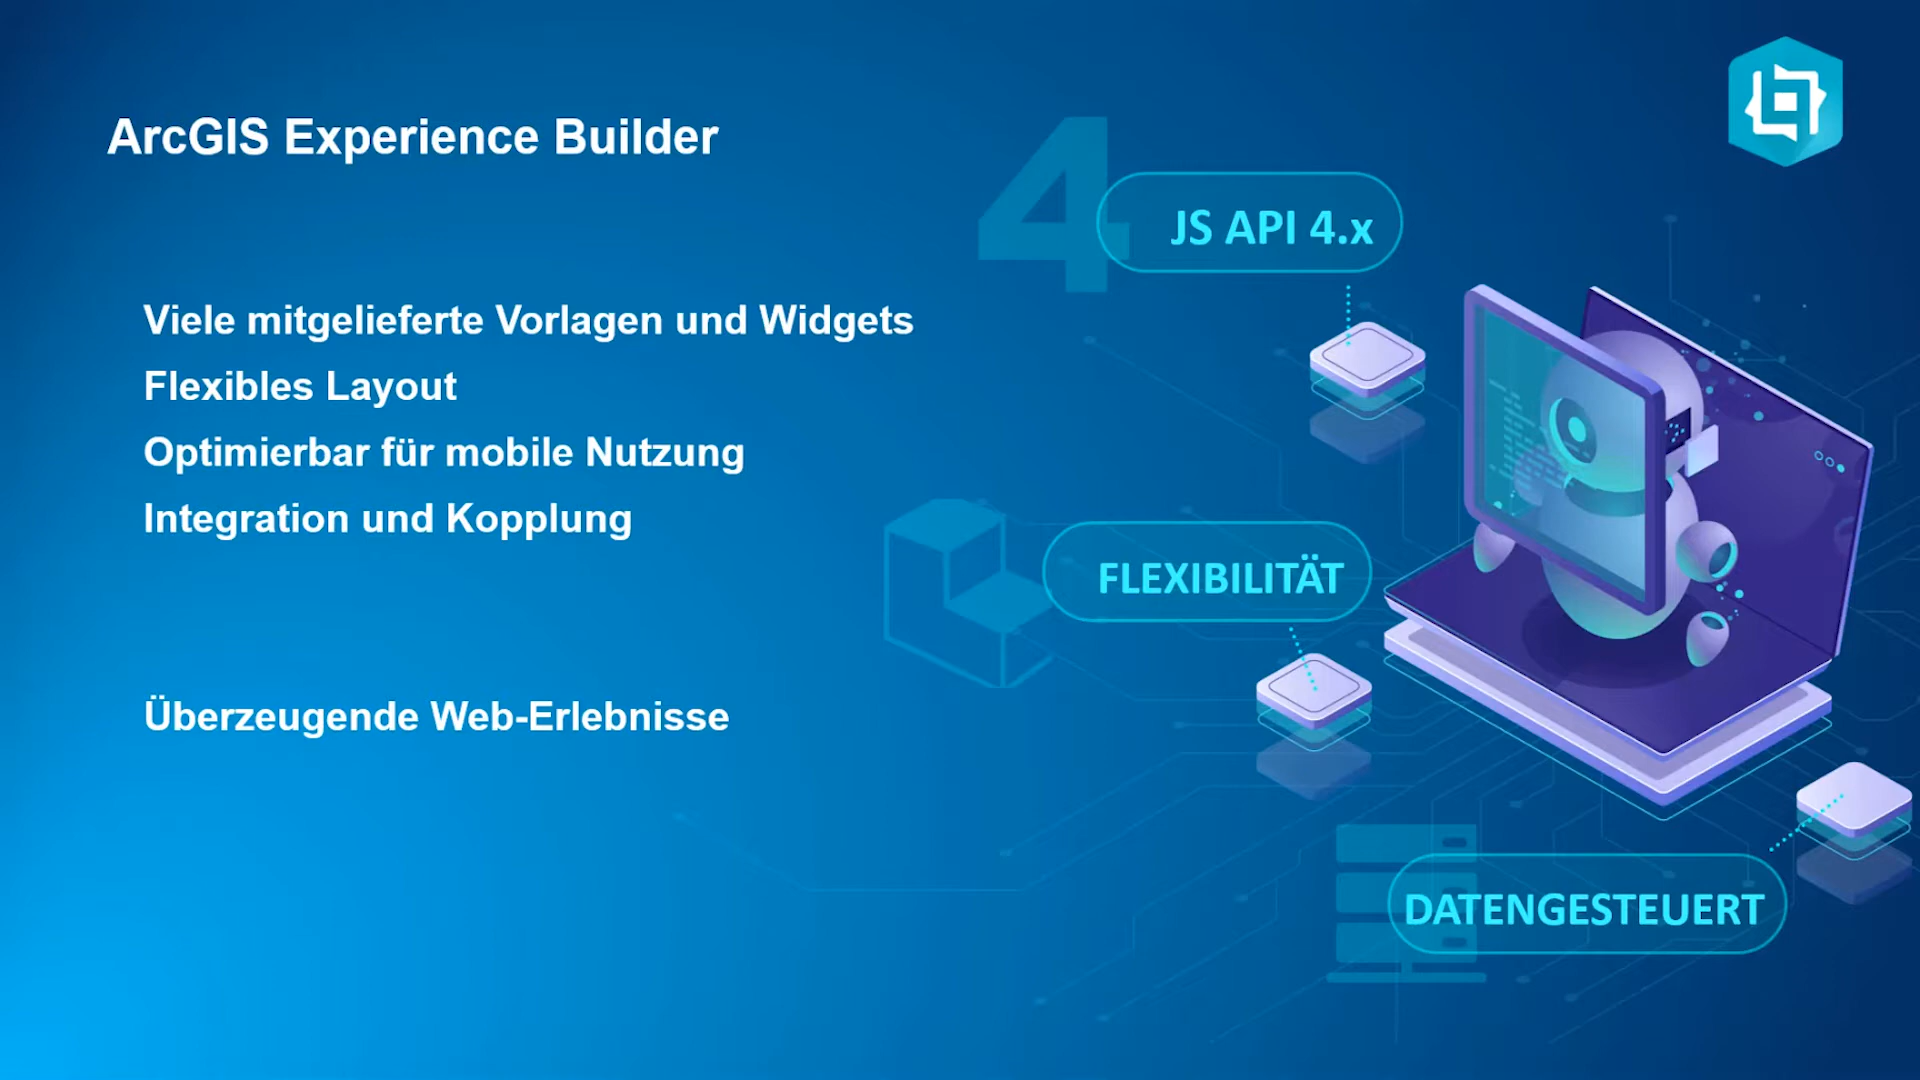 ArcGIS Experience Builder
Viele mitgelieferte Vorlagen und Widgets
Flexibles Layout
Optimierbar für mobile Nutzung
Integration und Kopplung
Überzeugende Web-Erlebnisse
4
JS API 4.x
FLEXIBILITÄT
DATENGESTEUERT